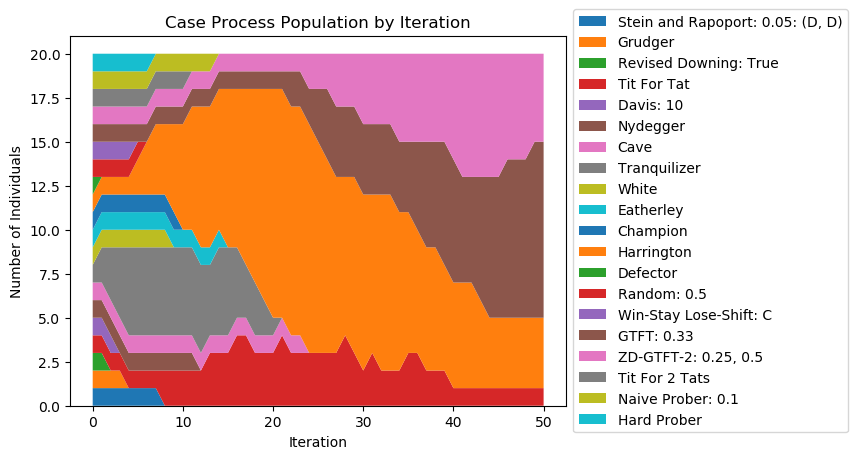 Case Process Population by Iteration
Number of Individuals
20.0
17.5
15.0
12.5
10.0
7.5
5.0
2.5
0.0
0
10
20
30
40
50
Iteration
Stein and Rapoport: 0.05: (D, D)
Grudger
Revised Downing: True
Tit For Tat
Davis: 10
Nydegger
Cave
Tranquilizer
White
Eatherley
Champion
Harrington
Defector
Random: 0.5
Win-Stay Lose-Shift: C
GTFT: 0.33
ZD-GTFT-2: 0.25, 0.5
Tit For 2 Tats
Naive Prober: 0.1
Hard Prober